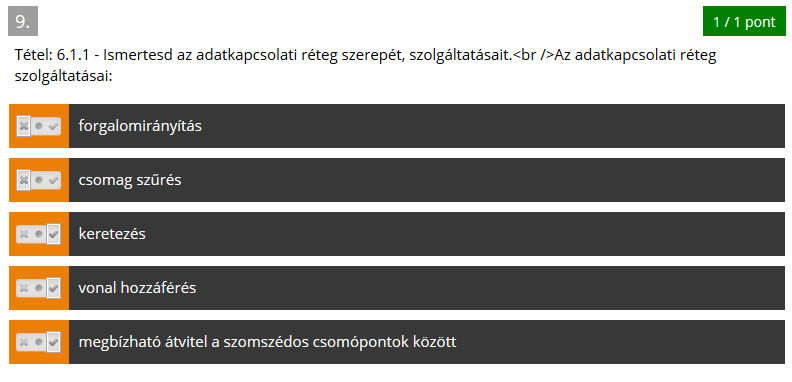 9.
1 / 1 pont
Tétel: 6.1.1 - Ismertesd az adatkapcsolati réteg szerepét, szolgáltatásait.<br />Az adatkapcsolati réteg
szolgáltatásai:
forgalomirányítás
csomag szűrés
keretezés
vonal hozzáférés
megbízható átvitel a szomszédos csomópontok között